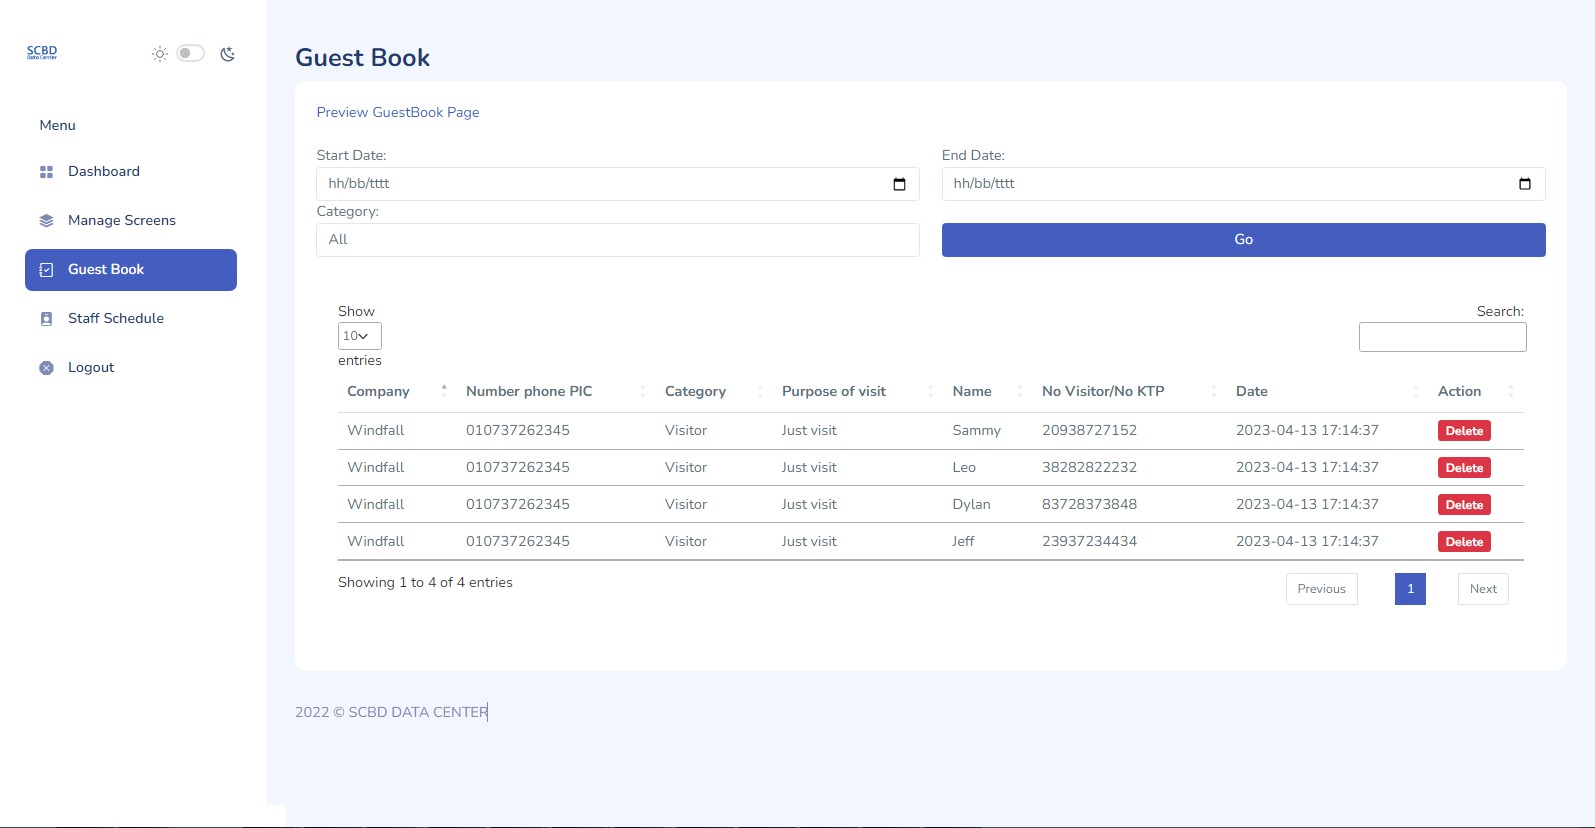 SCBD
Data Center
Menu
Dashboard
Manage Screens
Guest Book
Staff Schedule
Logout
Guest Book
Preview GuestBook Page
Start Date: End Date:
hh/bb/tttt hh/bb/tttt
Category:
All Go
Show Search:
10
entries
Company Number phone PIC Category Purpose of visit Name No Visitor/No KTP Date Action
Windfall 010737262345 Visitor Just visit Sammy 20938727152 2023-04-13 17:14:37 Delete
Windfall 010737262345 Visitor Just visit Leo 38282822232 2023-04-13 17:14:37 Delete
Windfall 010737262345 Visitor Just visit Dylan 83728373848 2023-04-13 17:14:37 Delete
Windfall 010737262345 Visitor Just visit Jeff 23937234434 2023-04-13 17:14:37 Delete
Showing 1 to 4 of 4 entries Previous 1 Next
2022 © SCBD DATA CENTER